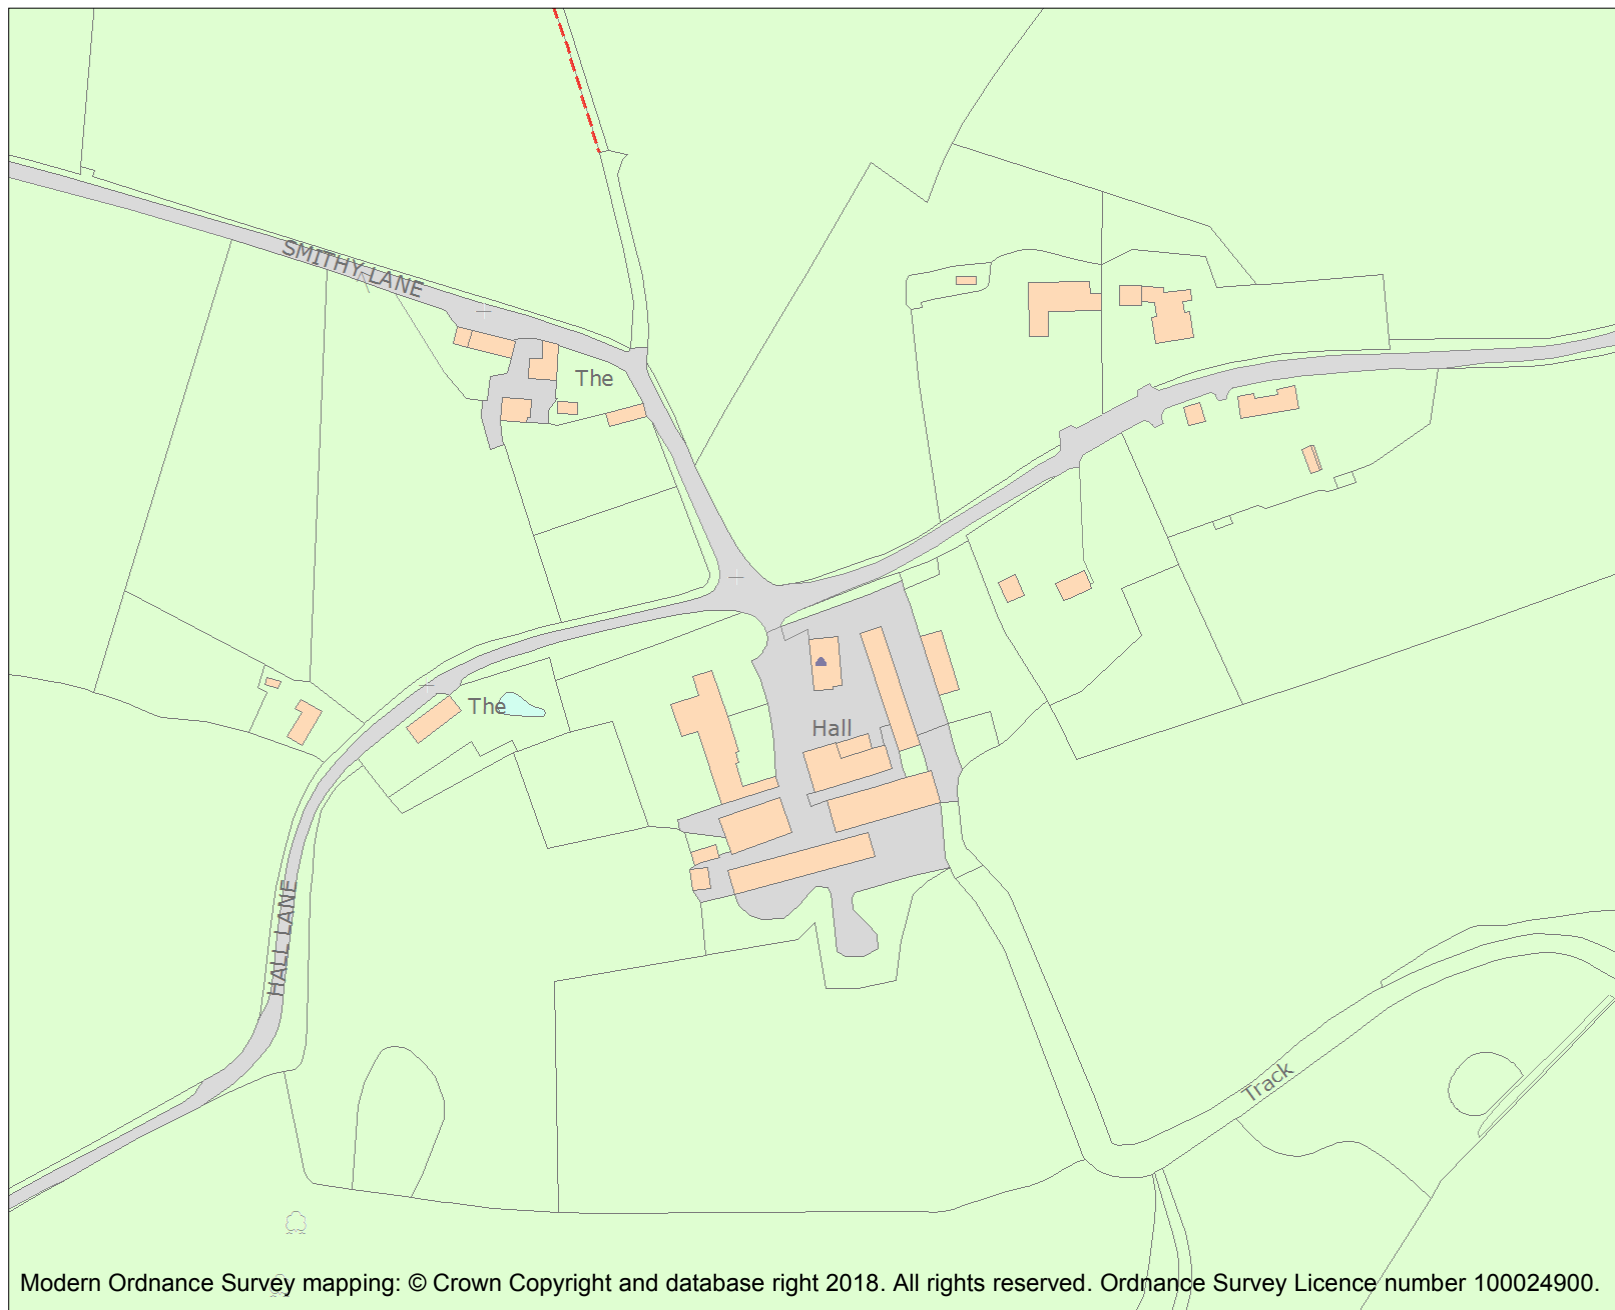 SMITHY LANE
The
The
Hall
HALL LANE
Track
Modern Ordnance Survey mapping: © Crown Copyright and database right 2018. All rights reserved. Ordnance Survey Licence number 100024900.